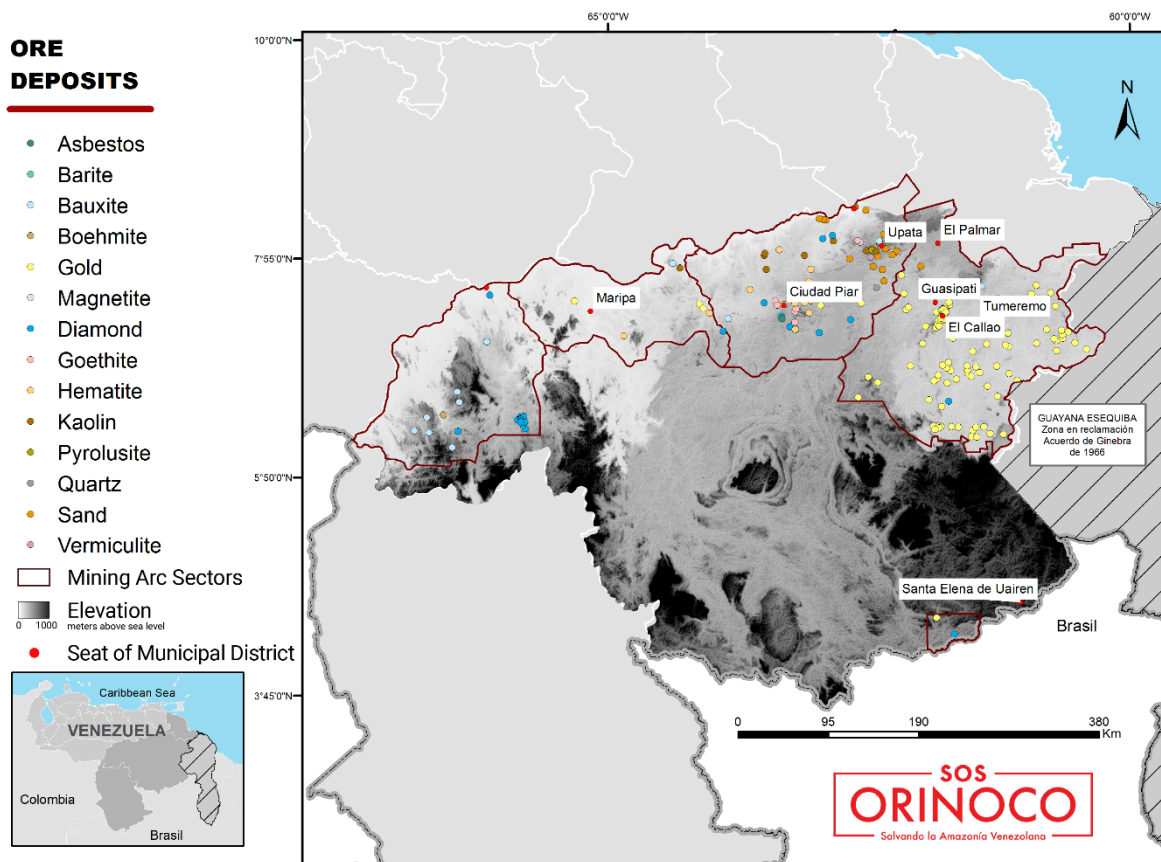 ORE
DEPOSITS
Asbestos
Barite
Bauxite
Boehmite
Gold
Magnetite
Diamond
Goethite
Hematite
Kaolin
Pyrolusite
Quartz
Sand
Vermiculite
Mining Arc Sectors
Elevation
0 1000 meters above sea level
Seat of Municipal District
Caribbean Sea
VENEZUELA
Colombia
Brasil
65°0'0"W
60°0'0"W
10°0'0"N
7°55'0"N
5°50'0"N
3°45'0"N
N
Upata
El Palmar
Maripa
Ciudad Piar
Guasipati
Tumeremo
El Callao
GUAYANA ESEQUIBA
Zona en reclamación
Acuerdo de Ginebra
de 1966
Santa Elena de Uairen
Brasil
0 95 190 380
Km
SOS
ORINOCO
Salvando la Amazonía Venezolana